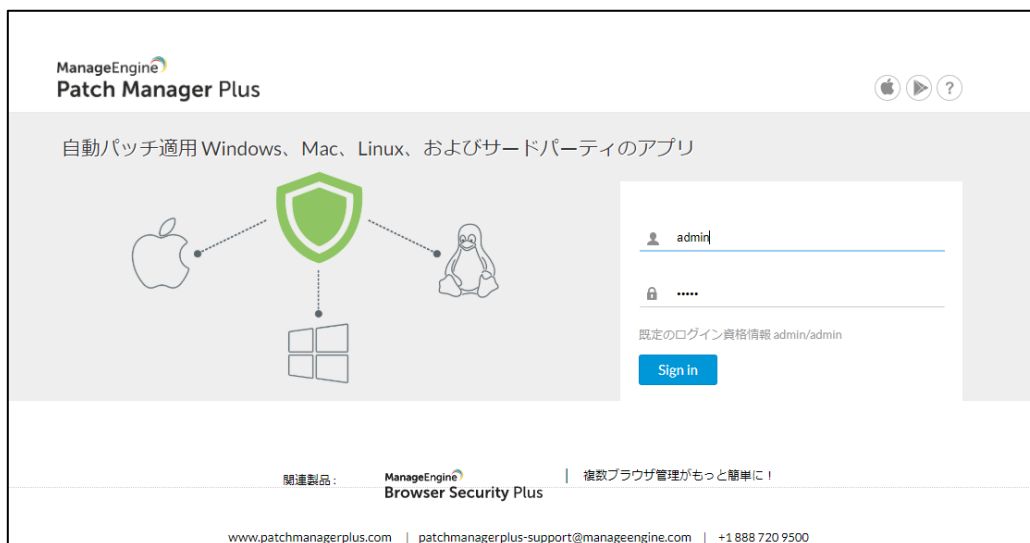 ManageEngine
Patch Manager Plus
?
自動パッチ適用 Windows、Mac、Linux、およびサードパーティのアプリ
admin
•••••
既定のログイン資格情報 admin/admin
Sign in
関連製品 :
ManageEngine
Browser Security Plus
| 複数ブラウザ管理がもっと簡単に！
www.patchmanagerplus.com | patchmanagerplus-support@manageengine.com | +1 888 720 9500